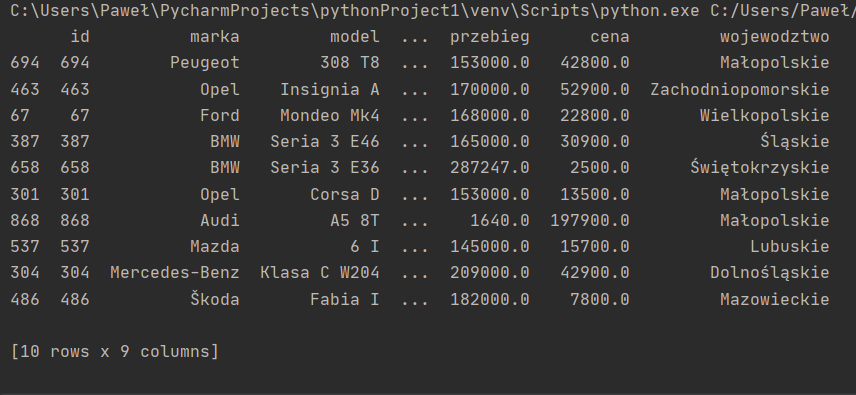 C:\Users\Paweł\PycharmProjects\pythonProject1\venv\Scripts\python.exe C:/Users/Paweł/
id marka model ... przebieg cena wojewodztwo
694 694 Peugeot 308 T8 ... 153000.0 42800.0 Małopolskie
463 463 Opel Insignia A ... 170000.0 52900.0 Zachodniopomorskie
67 67 Ford Mondeo Mk4 ... 168000.0 22800.0 Wielkopolskie
387 387 BMW Seria 3 E46 ... 165000.0 30900.0 Śląskie
658 658 BMW Seria 3 E36 ... 287247.0 2500.0 Świętokrzyskie
301 301 Opel Corsa D ... 153000.0 13500.0 Małopolskie
868 868 Audi A5 8T ... 1640.0 197900.0 Małopolskie
537 537 Mazda 6 I ... 145000.0 15700.0 Lubuskie
304 304 Mercedes-Benz Klasa C W204 ... 209000.0 42900.0 Dolnośląskie
486 486 Škoda Fabia I ... 182000.0 7800.0 Mazowieckie
[10 rows x 9 columns]